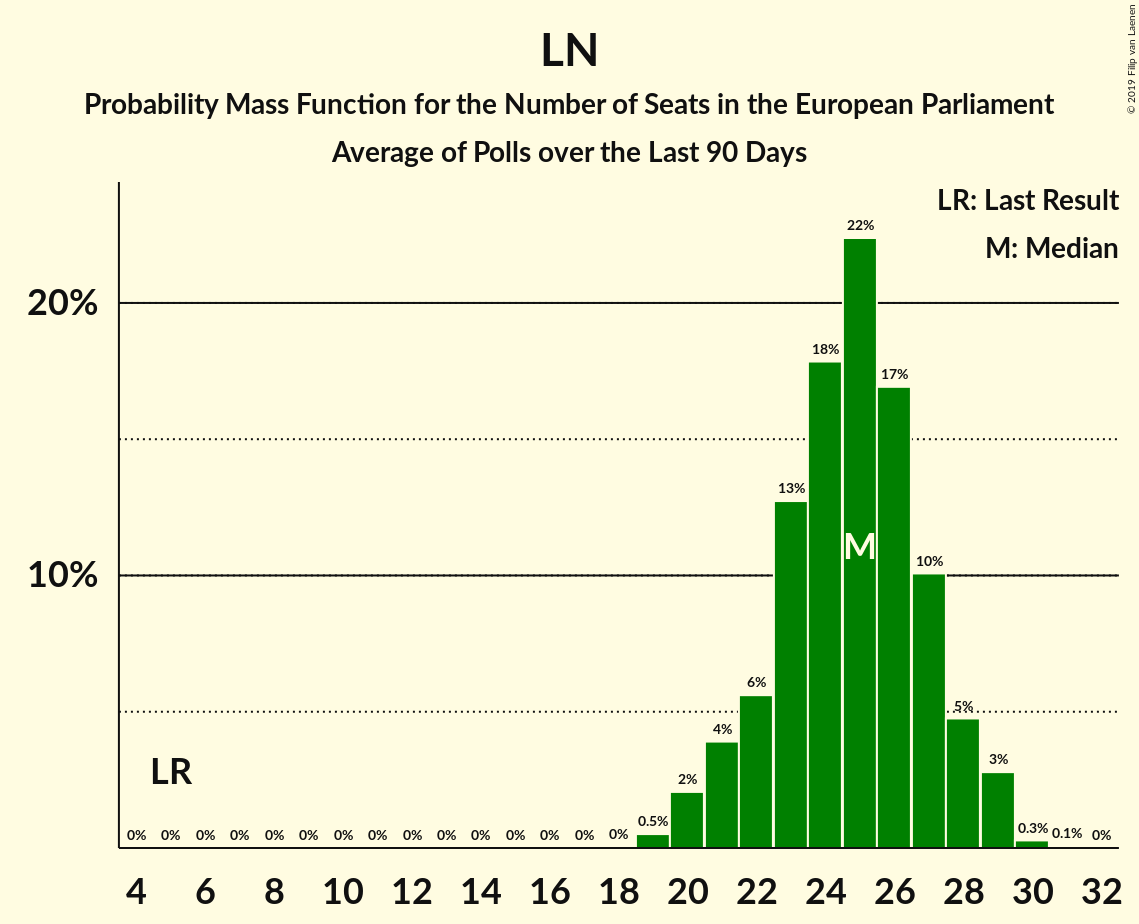 LN
Probability Mass Function for the Number of Seats in the European Parliament
Average of Polls over the Last 90 Days
© 2019 Filip van Laenen
LR: Last Result
M: Median
22%
20%
18%
17%
13%
M
10%
10%
6%
5%
4%
3%
LR
2%
0% 0% 0% 0% 0% 0% 0% 0% 0% 0% 0% 0% 0% 0% 0% 0.5% 0.3% 0.1% 0%
4 6 8 10 12 14 16 18 20 22 24 26 28 30 32